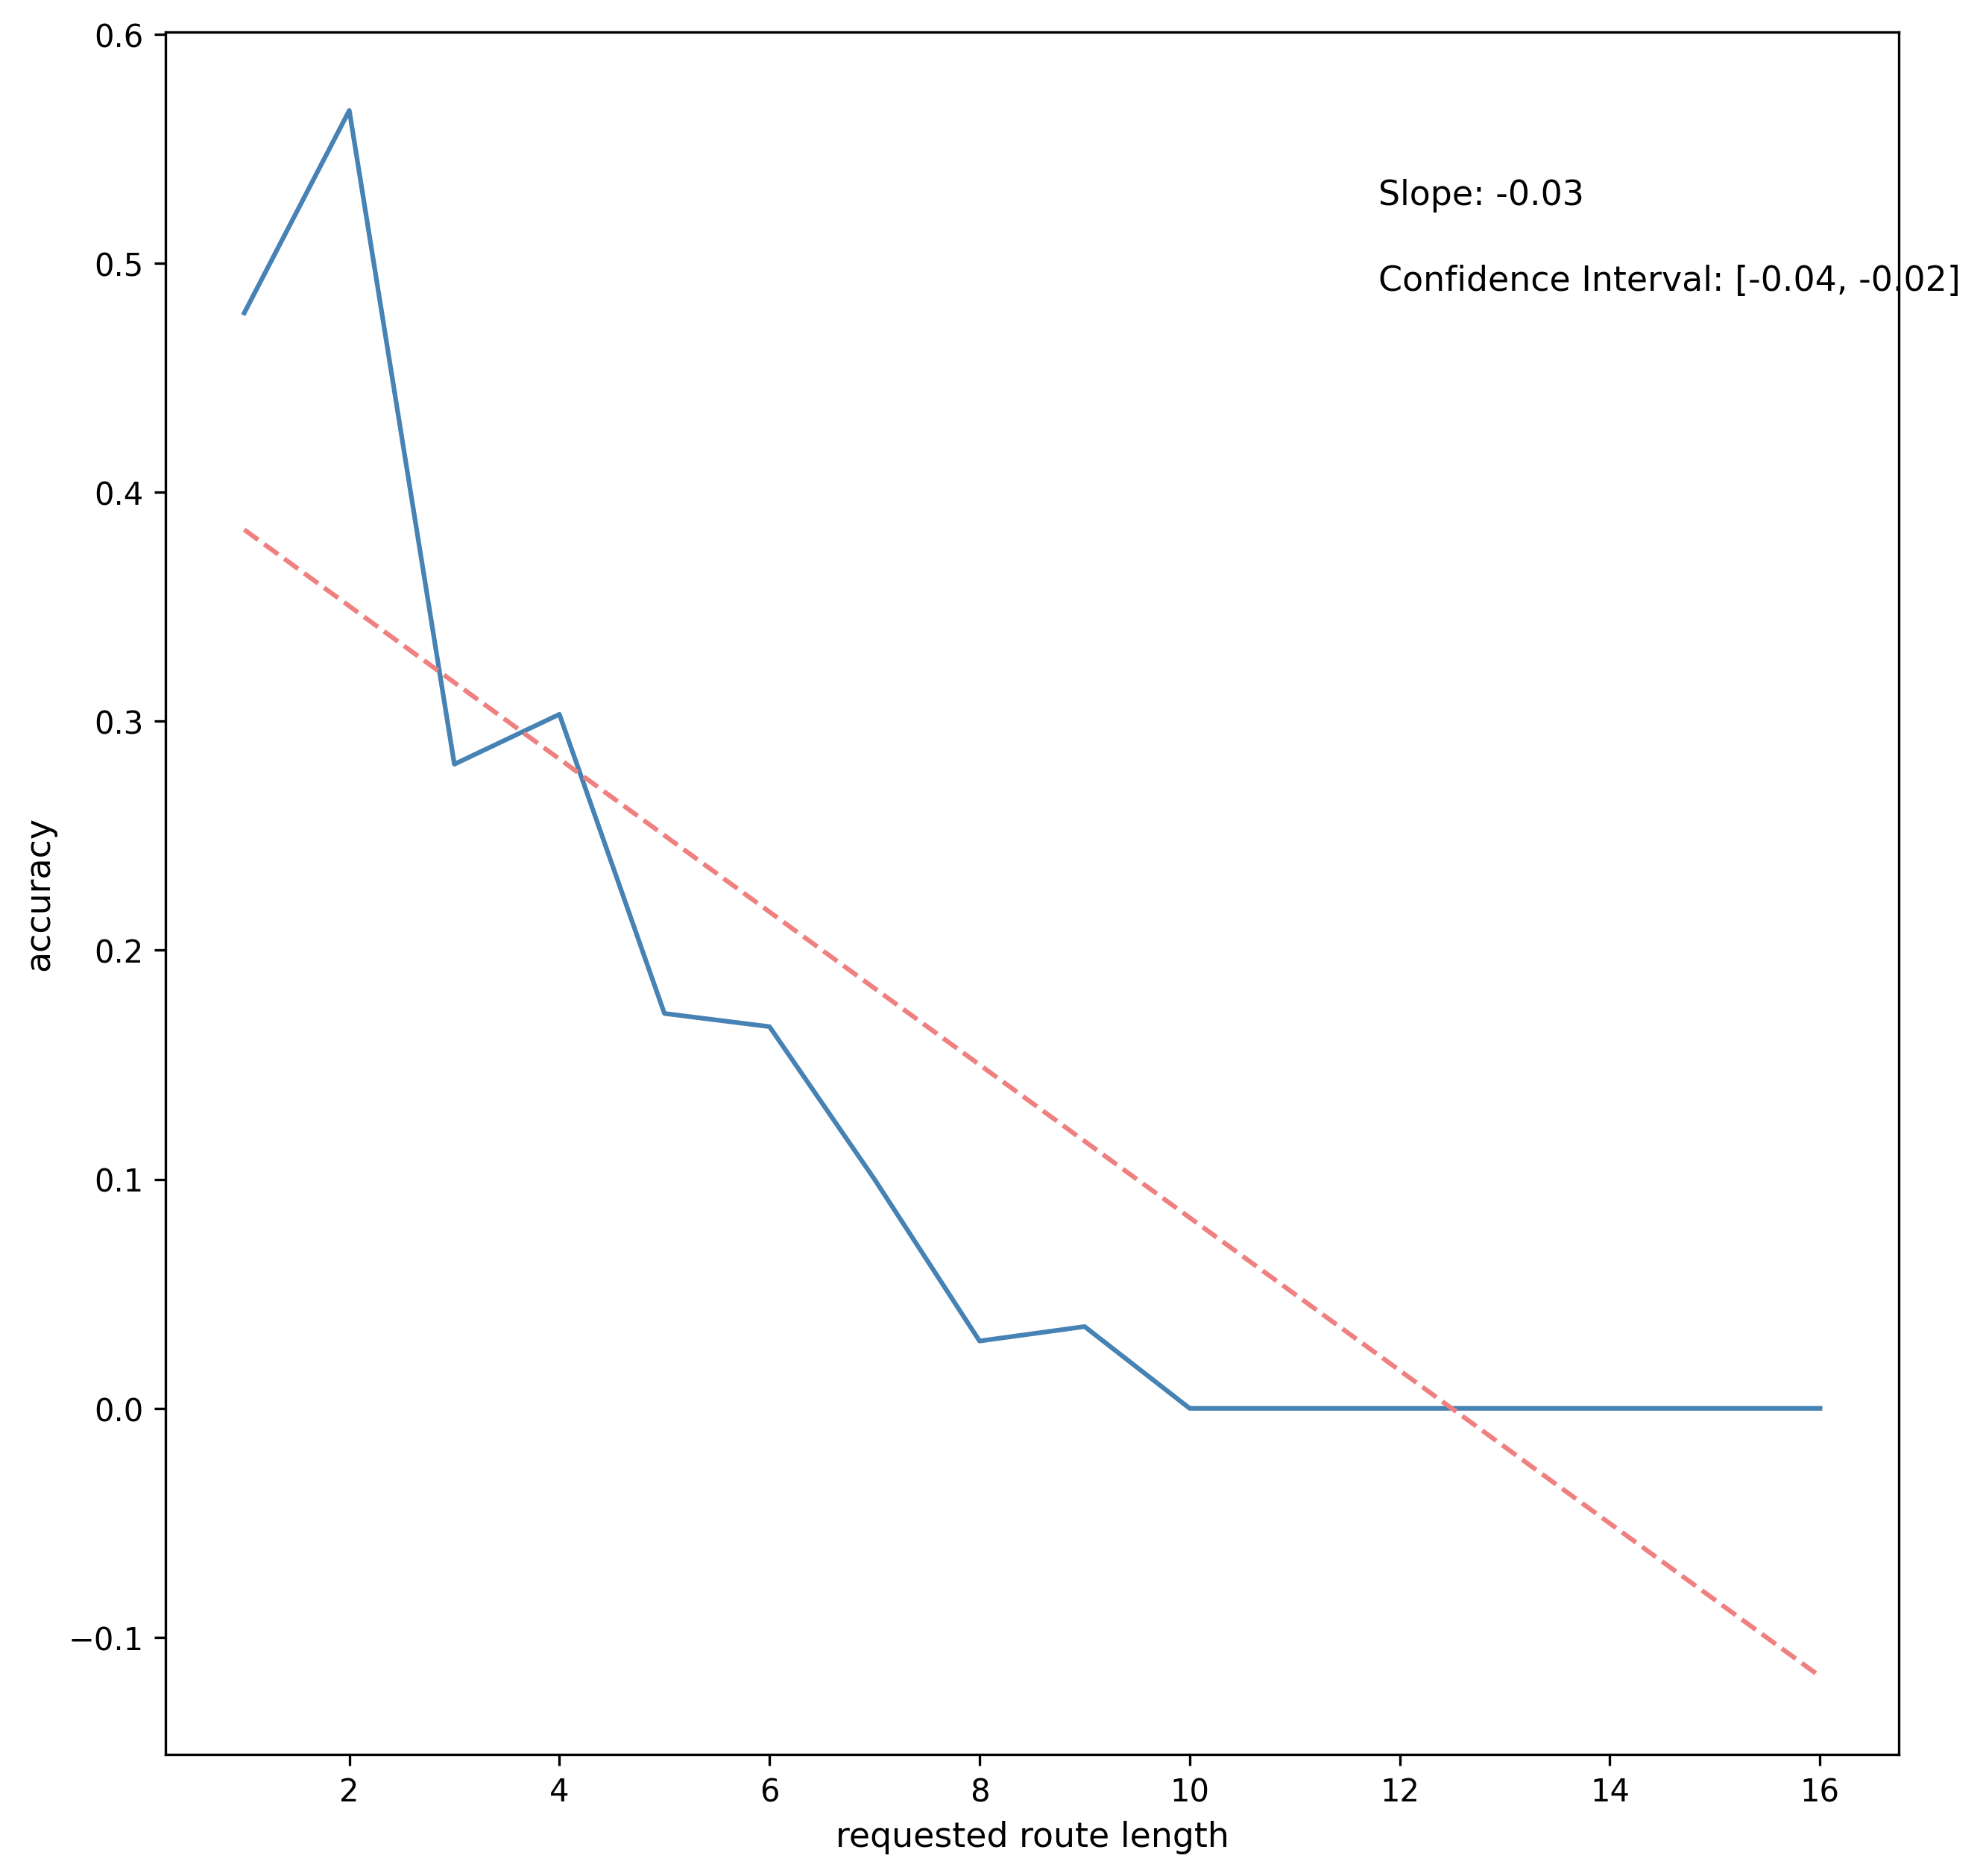 0.6
0.5
0.4
0.3
0.2
0.1
0.0
−0.1
accuracy
Slope: -0.03
Confidence Interval: [-0.04, -0.02]
2 4 6 8 10 12 14 16
requested route length